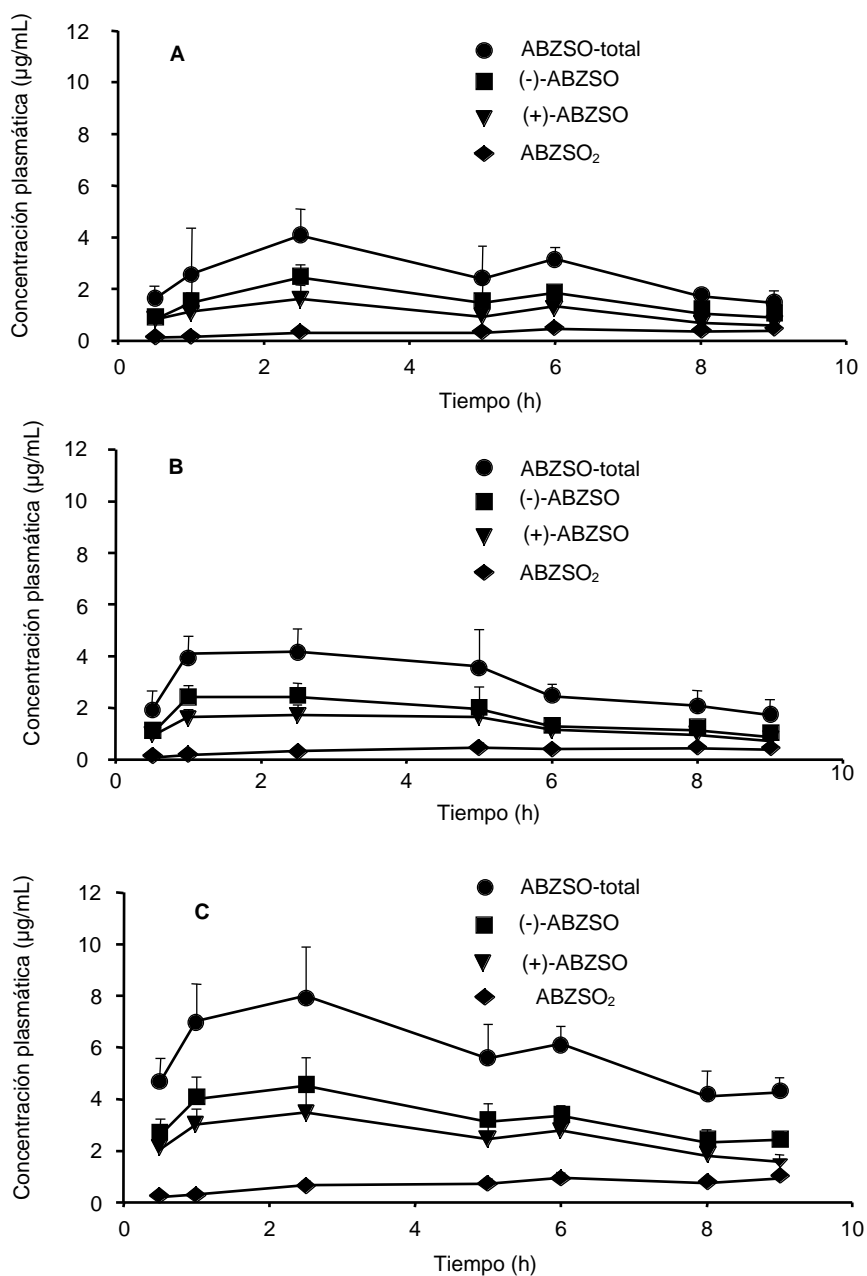 Concentración plasmática (µg/mL)
12
10
8
6
4
2
0
A
ABZSO-total
(-)-ABZSO
(+)-ABZSO
ABZSO₂
0 2 4 6 8 10
Tiempo (h)
Concentración plasmática (µg/mL)
12
10
8
6
4
2
0
B
ABZSO-total
(-)-ABZSO
(+)-ABZSO
ABZSO₂
0 2 4 6 8 10
Tiempo (h)
Concentración plasmática (µg/mL)
12
10
8
6
4
2
0
C
ABZSO-total
(-)-ABZSO
(+)-ABZSO
ABZSO₂
0 2 4 6 8 10
Tiempo (h)